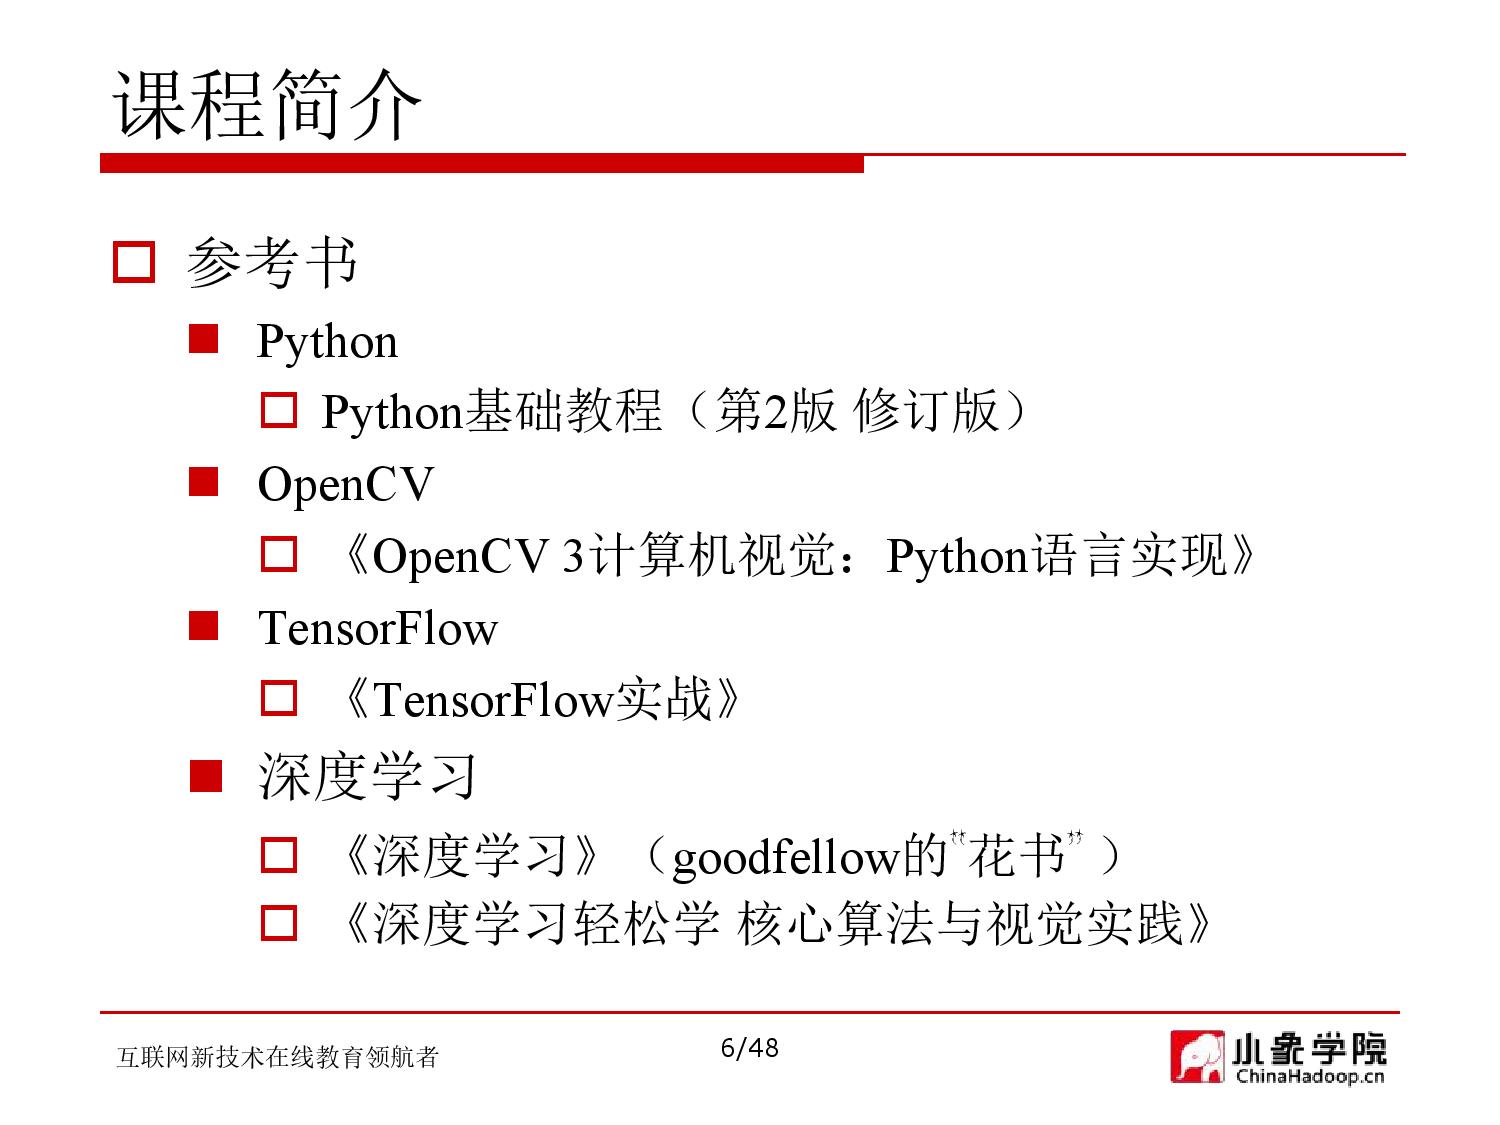 课程简介
参考书
Python
Python基础教程（第2版 修订版）
OpenCV
《OpenCV 3计算机视觉：Python语言实现》
TensorFlow
《TensorFlow实战》
深度学习
《深度学习》（goodfellow的“花书”）
《深度学习轻松学 核心算法与视觉实践》
互联网新技术在线教育领航者
6/48
小象学院
ChinaHadoop.cn